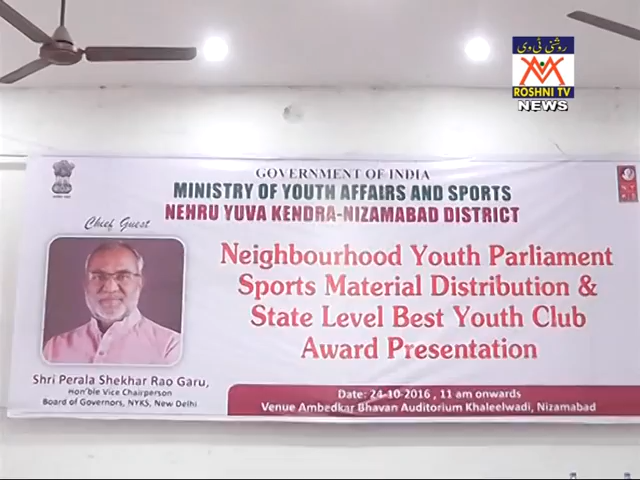 روشنی ٹی وی
ROSHNI TV
NEWS
GOVERNMENT OF INDIA
MINISTRY OF YOUTH AFFAIRS AND SPORTS
NEHRU YUVA KENDRA-NIZAMABAD DISTRICT
Chief Guest
Neighbourhood Youth Parliament
Sports Material Distribution &
State Level Best Youth Club
Award Presentation
Shri Perala Shekhar Rao Garu,
Hon'ble Vice Chairperson
Board of Governors, NYKS, New Delhi
Date: 24-10-2016 , 11 am onwards
Venue Ambedkar Bhavan Auditorium Khaleelwadi, Nizamabad